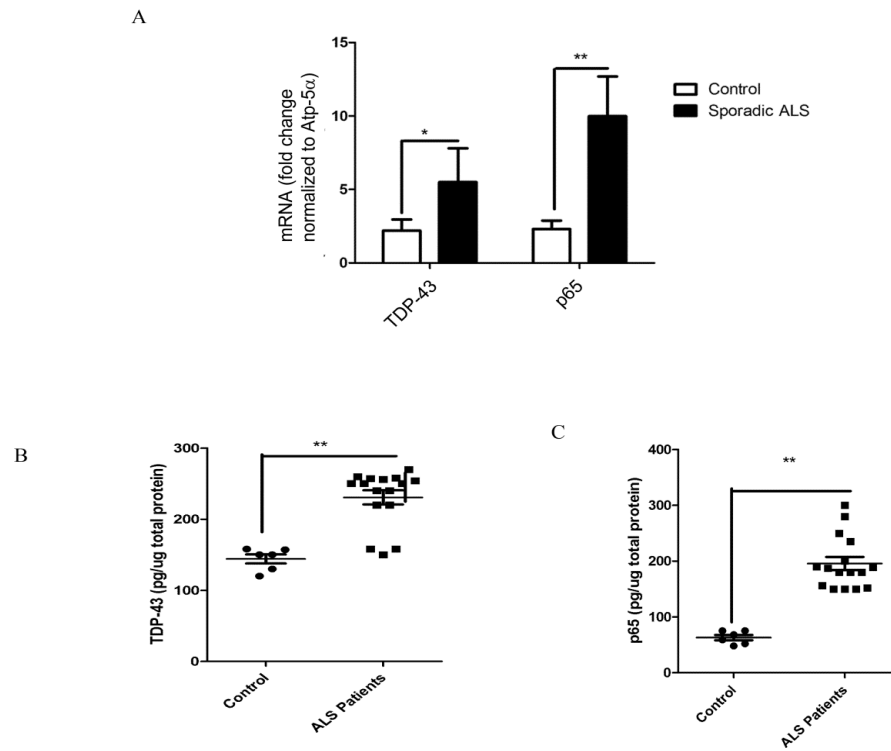 A
mRNA (fold change
normalized to Atp-5α)
15
10
5
0
*
**
Control
Sporadic ALS
TDP-43
p65
B
TDP-43 (pg/ug total protein)
300
200
100
0
**
Control
ALS Patients
C
p65 (pg/ug total protein)
400
300
200
100
0
**
Control
ALS Patients